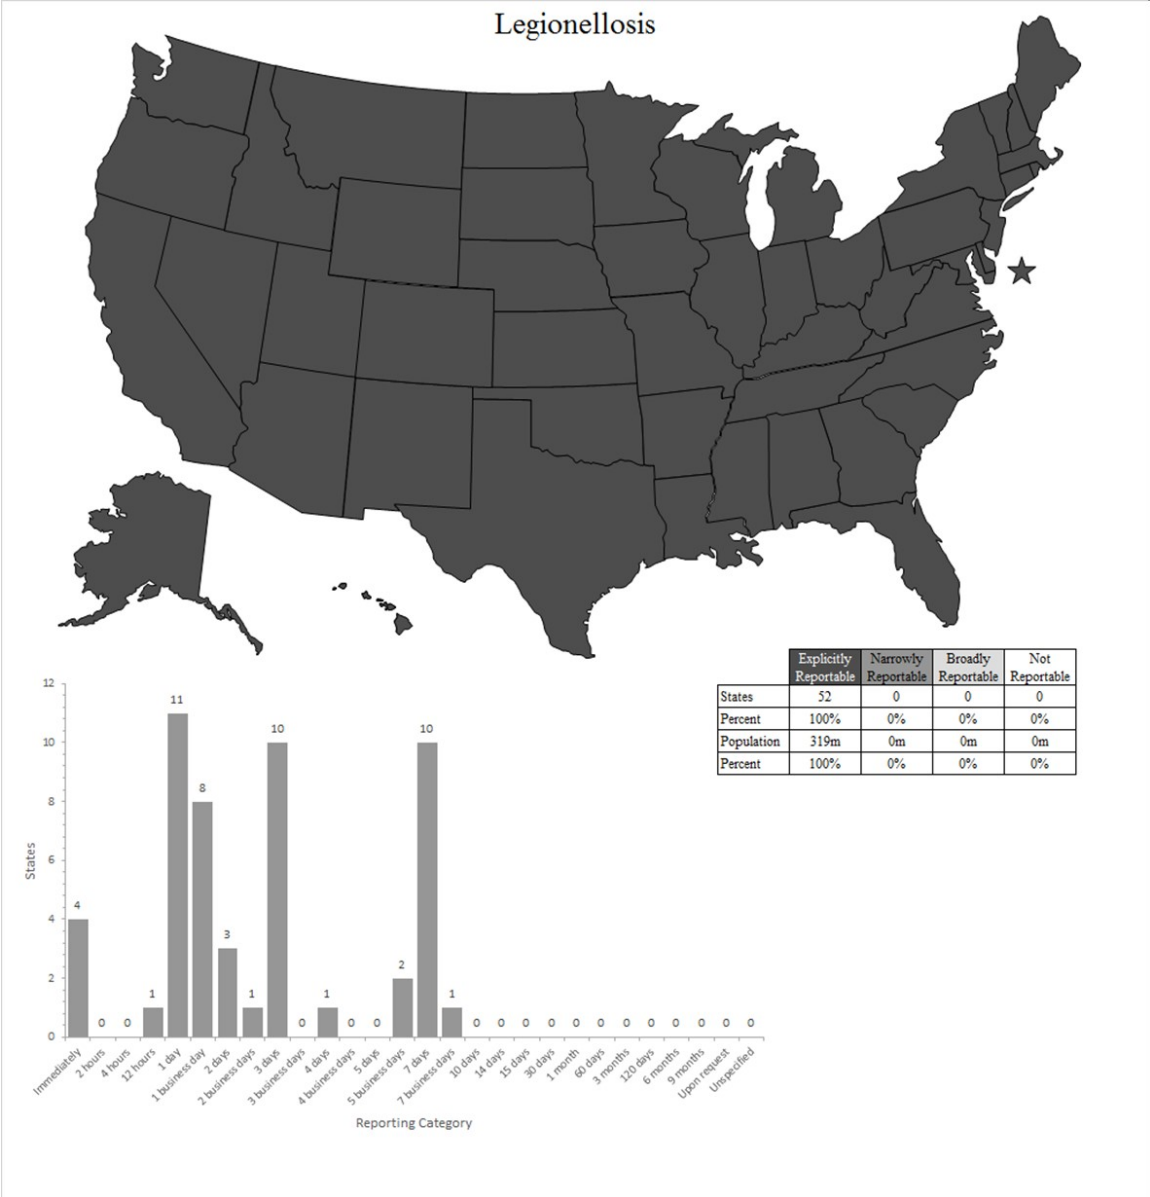 Legionellosis
Explicitly Reportable Narrowly Reportable Broadly Reportable Not Reportable
States 52 0 0 0
Percent 100% 0% 0% 0%
Population 319m 0m 0m 0m
Percent 100% 0% 0% 0%
12
10
8
6
4
2
0
States
4 0 0 1 11 8 3 1 10 0 1 0 0 2 10 1 0 0 0 0 0 0 0 0 0 0 0 0
Immediately
2 hours
4 hours
12 hours
1 day
1 business day
2 days
2 business days
3 days
3 business days
4 days
4 business days
5 days
5 business days
7 days
7 business days
10 days
14 days
15 days
30 days
1 month
60 days
3 months
120 days
6 months
9 months
Upon request
Unspecified
Reporting Category